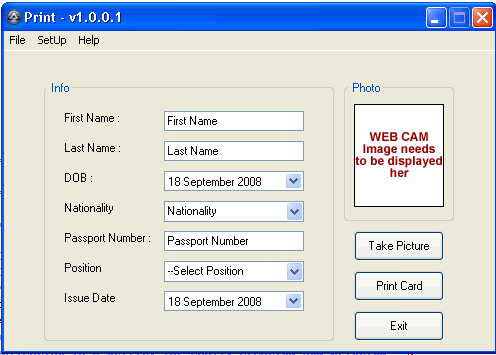 Print - v1.0.0.1
File SetUp Help
Info
First Name : First Name
Last Name : Last Name
DOB : 18 September 2008
Nationality Nationality
Passport Number : Passport Number
Position --Select Position
Issue Date 18 September 2008
Photo
WEB CAM
Image needs
to be displayed
her
Take Picture
Print Card
Exit